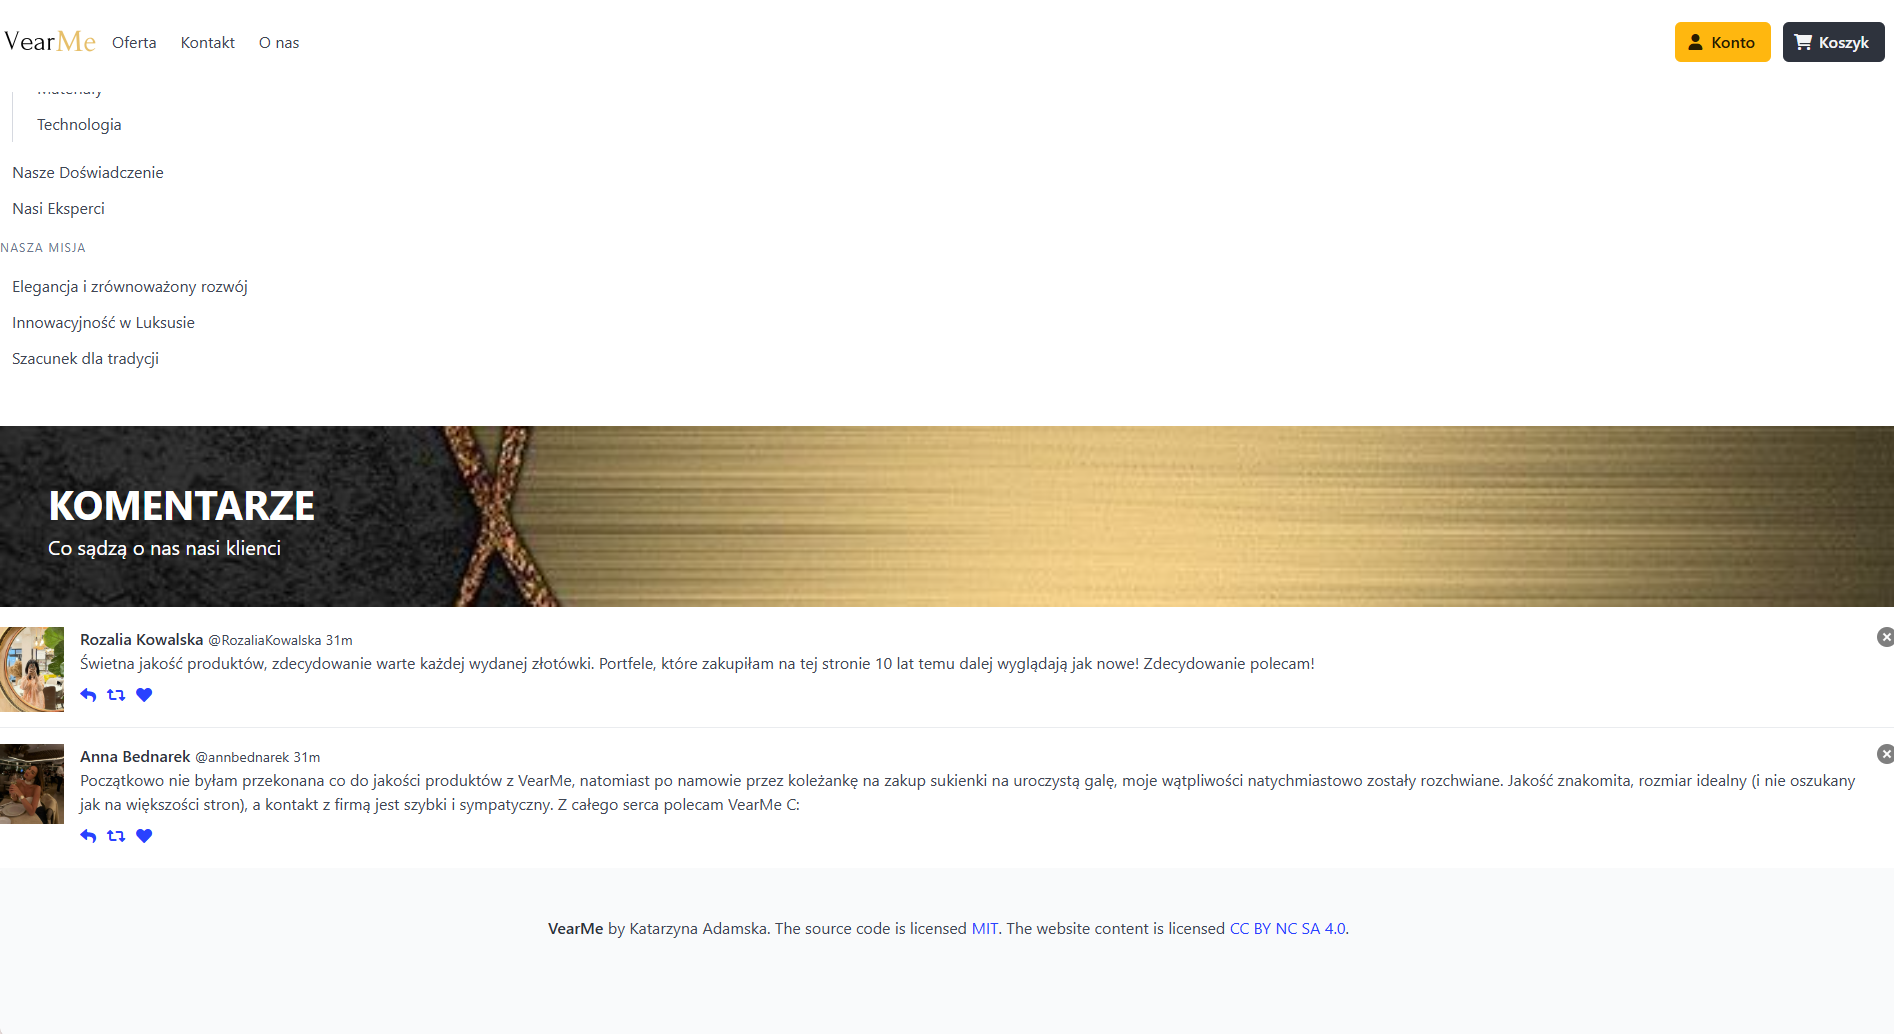 VearMe Oferta Kontakt O nas Konto Koszyk
Materiały
Technologia
Nasze Doświadczenie
Nasi Eksperci
NASZA MISJA
Elegancja i zrównoważony rozwój
Innowacyjność w Luksusie
Szacunek dla tradycji
KOMENTARZE
Co sądzą o nas nasi klienci
Rozalia Kowalska @RozaliaKowalska 31m
Świetna jakość produktów, zdecydowanie warte każdej wydanej złotówki. Portfele, które zakupiłam na tej stronie 10 lat temu dalej wyglądają jak nowe! Zdecydowanie polecam!
Anna Bednarek @annbednarek 31m
Początkowo nie byłam przekonana co do jakości produktów z VearMe, natomiast po namowie przez koleżankę na zakup sukienki na uroczystą galę, moje wątpliwości natychmiastowo zostały rozchwiane. Jakość znakomita, rozmiar idealny (i nie oszukany
jak na większości stron), a kontakt z firmą jest szybki i sympatyczny. Z całego serca polecam VearMe C:
VearMe by Katarzyna Adamska. The source code is licensed MIT. The website content is licensed CC BY NC SA 4.0.